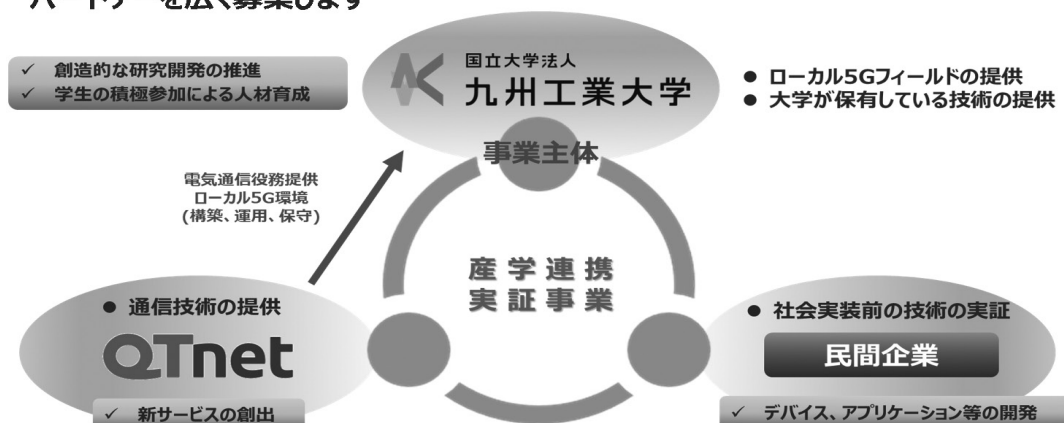 パートナーを広く募集します
✓ 創造的な研究開発の推進
✓ 学生の積極参加による人材育成
国立大学法人
九州工業大学
● ローカル5Gフィールドの提供
● 大学が保有している技術の提供
事業主体
電気通信役務提供
ローカル5G環境
(構築、運用、保守)
産学連携
実証事業
● 通信技術の提供
QTnet
✓ 新サービスの創出
● 社会実装前の技術の実証
民間企業
✓ デバイス、アプリケーション等の開発